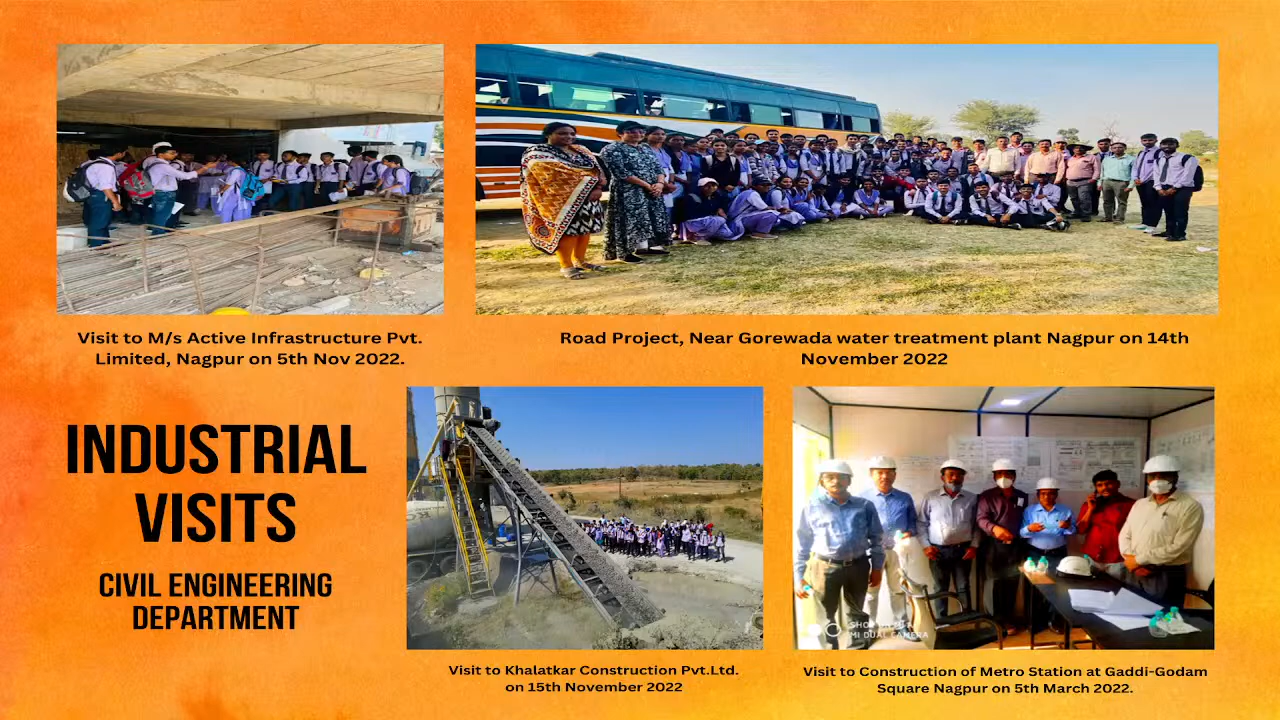 Visit to M/s Active Infrastructure Pvt.
Limited, Nagpur on 5th Nov 2022.
Road Project, Near Gorewada water treatment plant Nagpur on 14th
November 2022
INDUSTRIAL
VISITS
CIVIL ENGINEERING
DEPARTMENT
Visit to Khalatkar Construction Pvt.Ltd.
on 15th November 2022
MI DUAL CAMERA
Visit to Construction of Metro Station at Gaddi-Godam
Square Nagpur on 5th March 2022.